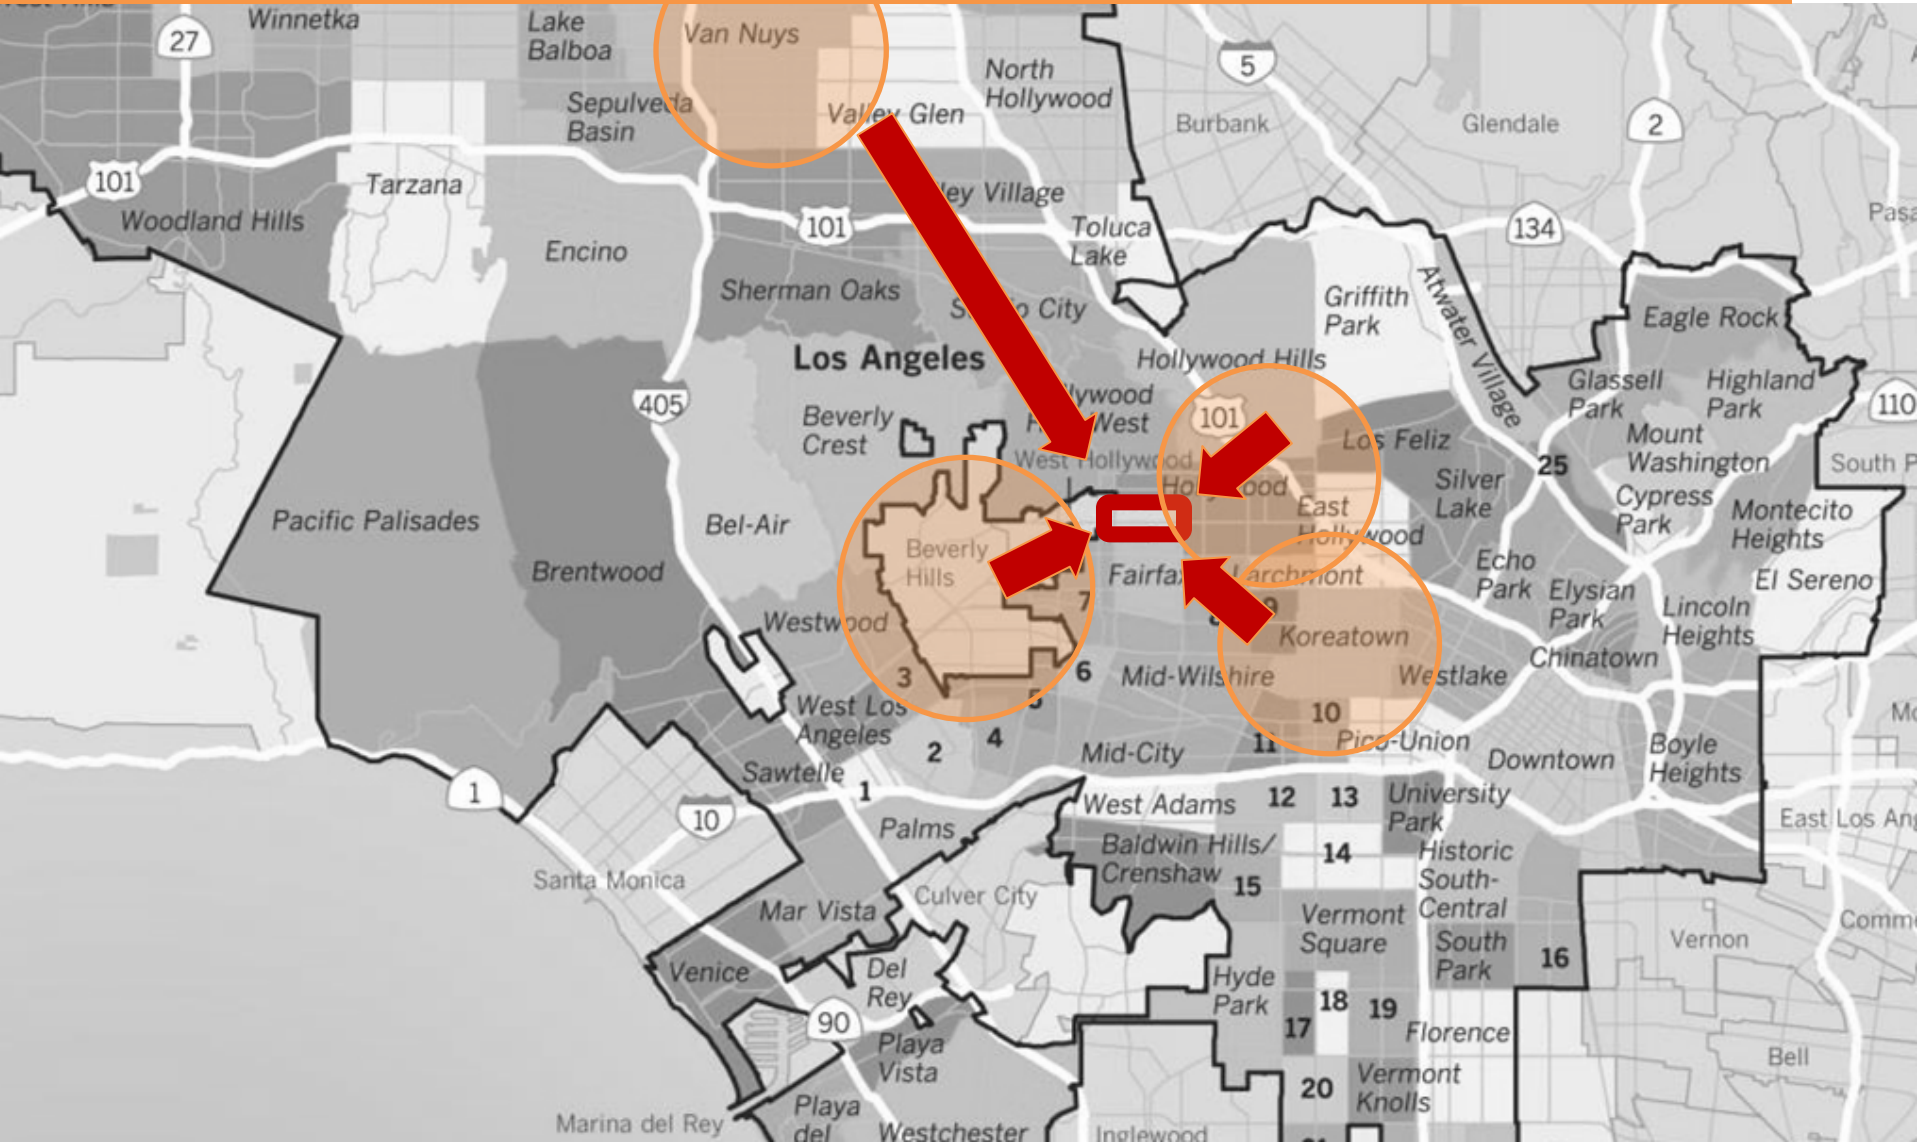 Winnetka
27
Lake
Balboa
Van Nuys
5
North
Hollywood
Sepulveda
Basin
Valley Glen
Burbank
Glendale
2
101
Tarzana
ley Village
Woodland Hills
101
Toluca
Lake
134
Pasa
Encino
Sherman Oaks
City
Griffith
Park
Atwater Village
Eagle Rock
Los Angeles
Hollywood Hills
405
Beverly
Crest
lywood
West
101
Glassell
Park
Highland
Park
110
Los Feliz
Mount
Washington
West Hollywood
25
South P
Silver
Lake
East
Hollywood
Cypress
Park
Montecito
Heights
Pacific Palisades
Bel-Air
Beverly
Hills
Brentwood
Fairfax
Larchmont
Echo
Park
Elysian
Park
El Sereno
7
9
Lincoln
Heights
Westwood
Koreatown
Chinatown
3
6
Mid-Wilshire
Westlake
5
West Los
Angeles
10
2
4
Mid-City
11
Pico-Union
Downtown
Boyle
Heights
Sawtelle
1
1
10
West Adams
12
13
University
Park
East Los Ang
Palms
Baldwin Hills/
Crenshaw
14
Historic
South-
Central
Santa Monica
15
Culver City
Mar Vista
Vermont
Square
Comme
South
Park
16
Vernon
Venice
Del
Rey
Hyde
Park
18
19
90
17
Florence
Playa
Vista
Bell
20
Vermont
Knolls
Marina del Rey
Playa
del
Westchester
Inglewood